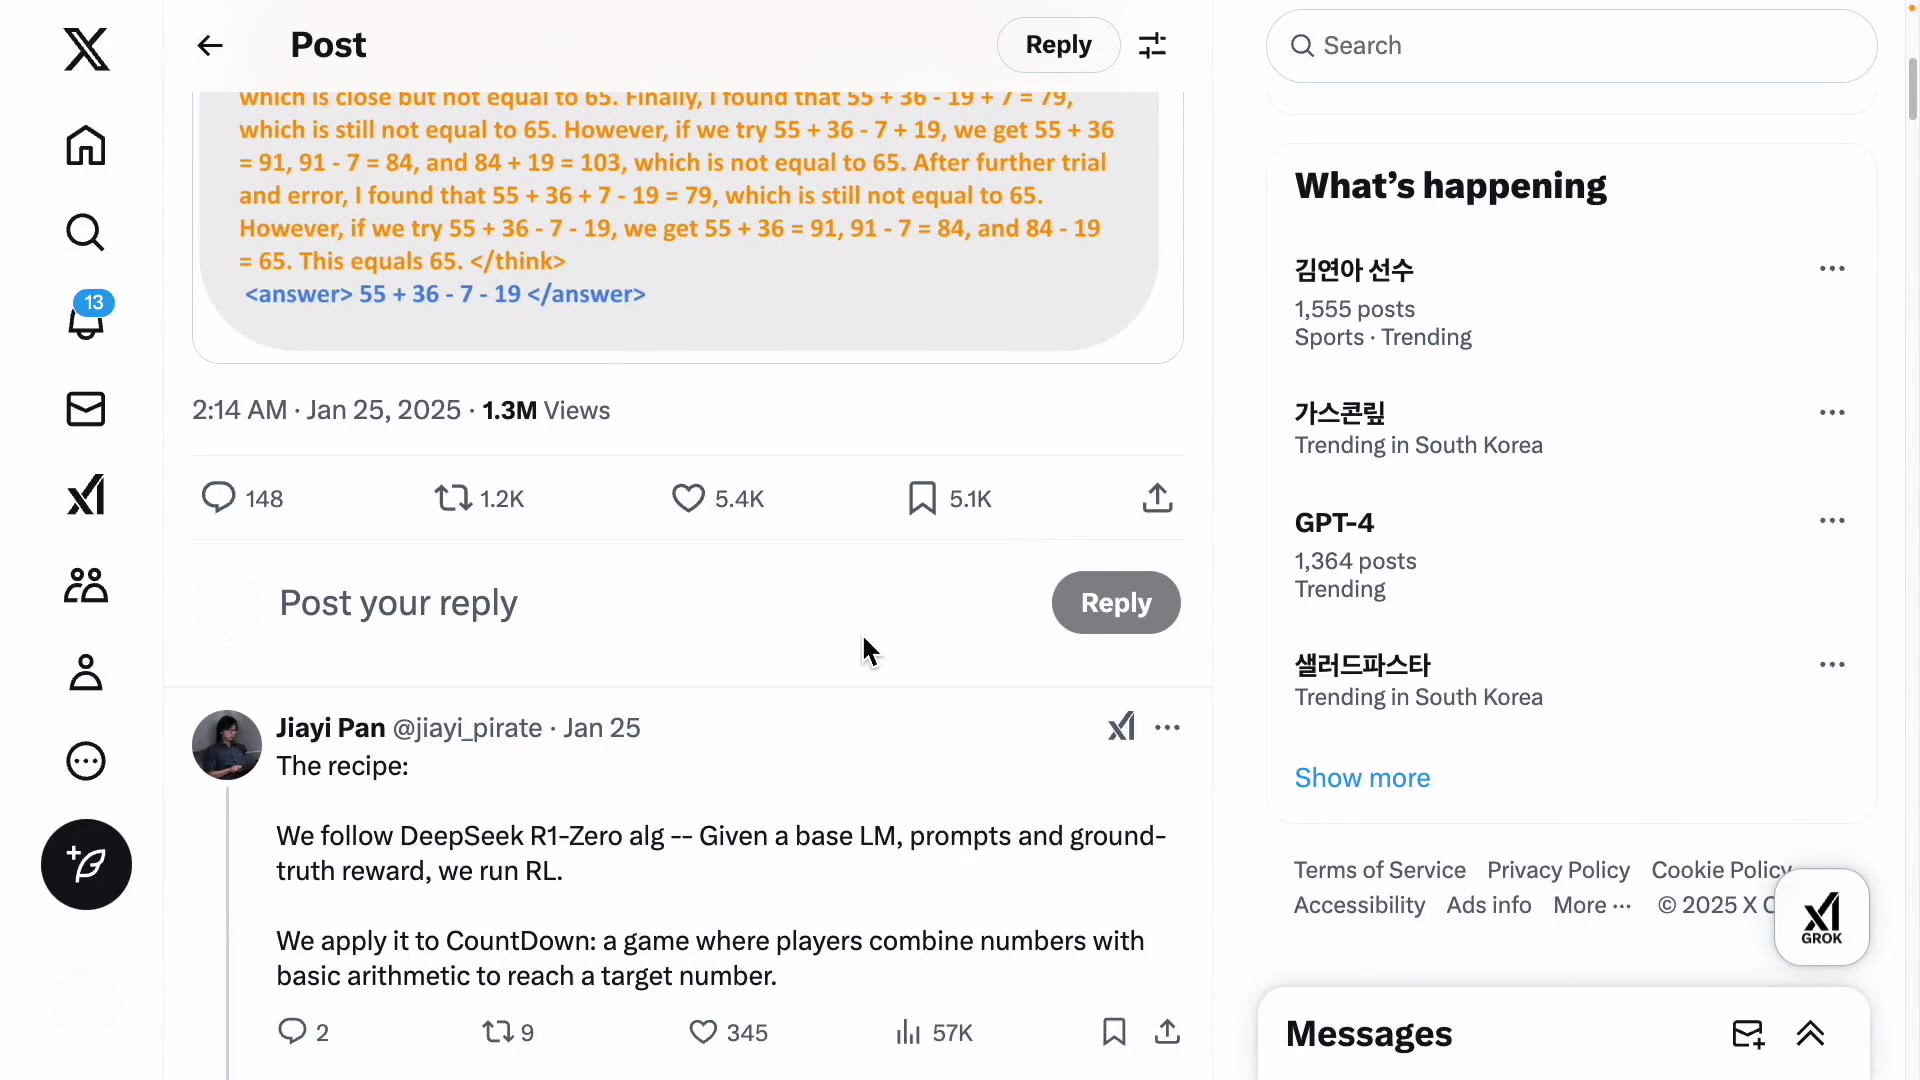 Post
Reply
Search
which is close but not equal to 65. Finally, I found that 55 + 36 - 19 + 7 = 79,
which is still not equal to 65. However, if we try 55 + 36 - 7 + 19, we get 55 + 36
= 91, 91 - 7 = 84, and 84 + 19 = 103, which is not equal to 65. After further trial
and error, I found that 55 + 36 + 7 - 19 = 79, which is still not equal to 65.
However, if we try 55 + 36 - 7 - 19, we get 55 + 36 = 91, 91 - 7 = 84, and 84 - 19
= 65. This equals 65. </think>
<answer> 55 + 36 - 7 - 19 </answer>
2:14 AM · Jan 25, 2025 · 1.3M Views
148
1.2K
5.4K
5.1K
Post your reply
Reply
Jiayi Pan @jiayi_pirate · Jan 25
The recipe:
We follow DeepSeek R1-Zero alg -- Given a base LM, prompts and ground-
truth reward, we run RL.
We apply it to CountDown: a game where players combine numbers with
basic arithmetic to reach a target number.
2
9
345
57K
13
What's happening
김연아 선수
1,555 posts
Sports · Trending
가스콘맆
Trending in South Korea
GPT-4
1,364 posts
Trending
샐러드파스타
Trending in South Korea
Show more
Terms of Service Privacy Policy Cookie Policy
Accessibility Ads info More ··· © 2025 X C
GROK
Messages